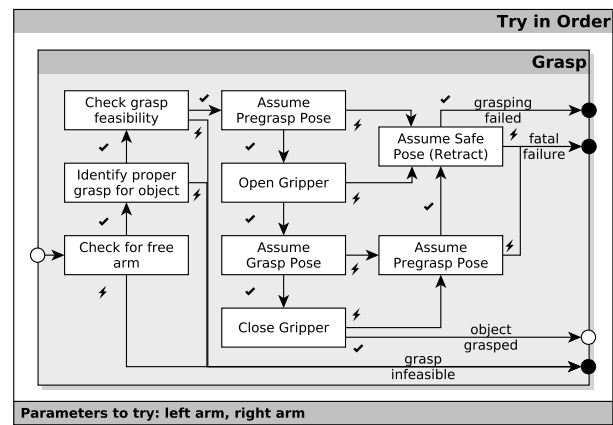 Try in Order
Grasp
Check grasp
feasibility
Assume
Pregrasp Pose
grasping
failed
Assume Safe
Pose (Retract)
fatal
failure
Identify proper
grasp for object
Open Gripper
Check for free
arm
Assume
Grasp Pose
Assume
Pregrasp Pose
Close Gripper
object
grasped
grasp
infeasible
Parameters to try: left arm, right arm